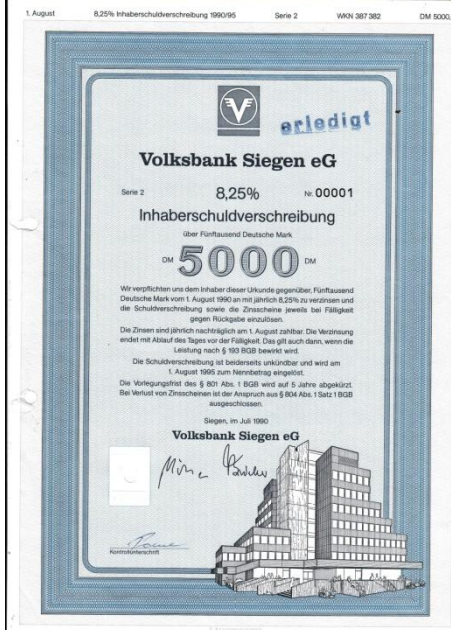 1. August 8,25% Inhaberschuldverschreibung 1990/95 Serie 2 WKN 387 382 DM 5000,
erledigt
Volksbank Siegen eG
Serie 2 8,25% Nr. 00001
Inhaberschuldverschreibung
über Fünftausend Deutsche Mark
DM 5000 DM
Wir verpflichten uns dem Inhaber dieser Urkunde gegenüber, Fünftausend
Deutsche Mark vom 1. August 1990 an mit jährlich 8,25% zu verzinsen und
die Schuldverschreibung sowie die Zinsscheine jeweils bei Fälligkeit
gegen Rückgabe einzulösen.
Die Zinsen sind jährlich nachträglich am 1. August zahlbar. Die Verzinsung
endet mit Ablauf des Tages vor der Fälligkeit. Das gilt auch dann, wenn die
Leistung nach § 193 BGB bewirkt wird.
Die Schuldverschreibung ist beiderseits unkündbar und wird am
1. August 1995 zum Nennbetrag eingelöst.
Die Vorlegungsfrist des § 801 Abs. 1 BGB wird auf 5 Jahre abgekürzt.
Bei Verlust von Zinsscheinen ist der Anspruch aus § 804 Abs. 1 Satz 1 BGB
ausgeschlossen.
Siegen, im Juli 1990
Volksbank Siegen eG
Kontrollunterschrift